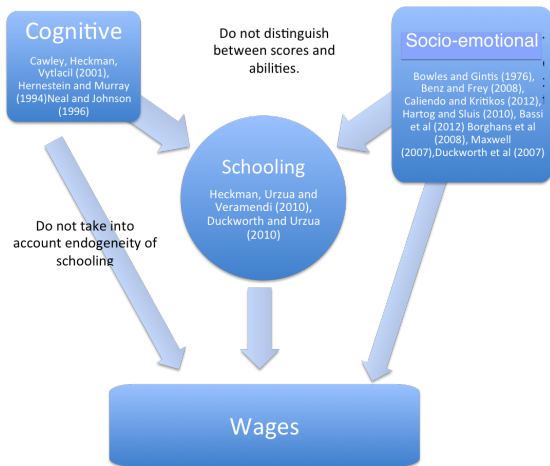 Cognitive
Cawley, Heckman,
Vytlacil (2001),
Hernestein and Murray
(1994)Neal and Johnson
(1996)
Do not distinguish
between scores and
abilities.
Socio-emotional
Bowles and Gintis (1976),
Benz and Frey (2008),
Caliendo and Kritikos (2012),
Hartog and Sluis (2010), Bassi
et al (2012) Borghans et al
(2008), Maxwell
(2007),Duckworth et al (2007)
Schooling
Heckman, Urzua and
Veramendi (2010),
Duckworth and Urzua
(2010)
Do not take into
account endogeneity of
schooling
Wages